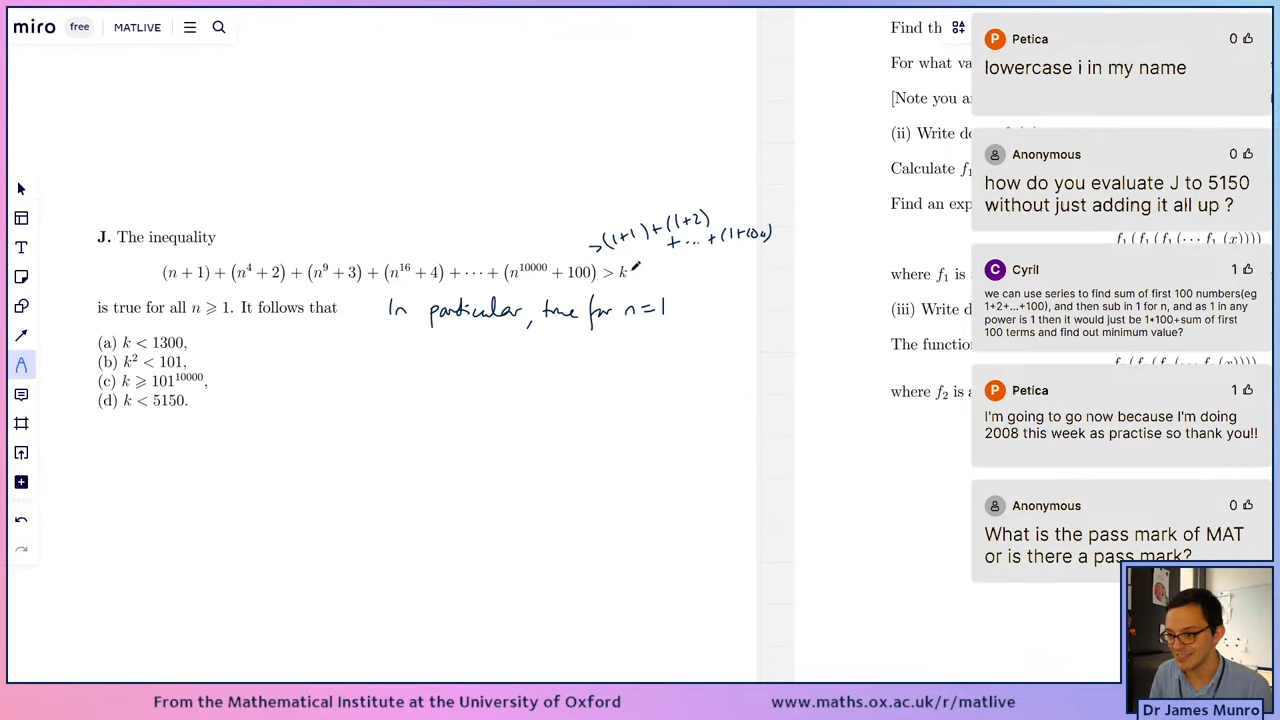 miro free MATLIVE
J. The inequality
>(1+1)+(1+2)
+...+(1+100)
(n + 1) + (n⁴ + 2) + (n⁹ + 3) + (n¹⁶ + 4) + ··· + (n¹⁰⁰⁰⁰ + 100) > k
is true for all n ⩾ 1. It follows that
In particular, true for n=1
(a) k < 1300,
(b) k² < 101,
(c) k ⩾ 101¹⁰⁰⁰⁰,
(d) k < 5150.
Find th
For what va
[Note you a
(ii) Write d
Calculate f₁
Find an exp
f₁(f₁(f₁(··· f₁(x))))
where f₁ is
(iii) Write d
The functio
f₂(f₂(f₂(··· f₂(x))))
where f₂ is a
Petica 0
lowercase i in my name
Anonymous 0
how do you evaluate J to 5150
without just adding it all up ?
Cyril 1
we can use series to find sum of first 100 numbers(eg
1+2+...+100), and then sub in 1 for n, and as 1 in any
power is 1 then it would just be 1*100+sum of first
100 terms and find out minimum value?
Petica 1
I'm going to go now because I'm doing
2008 this week as practise so thank you!!
Anonymous 0
What is the pass mark of MAT
or is there a pass mark?
Dr James Munro
From the Mathematical Institute at the University of Oxford www.maths.ox.ac.uk/r/matlive